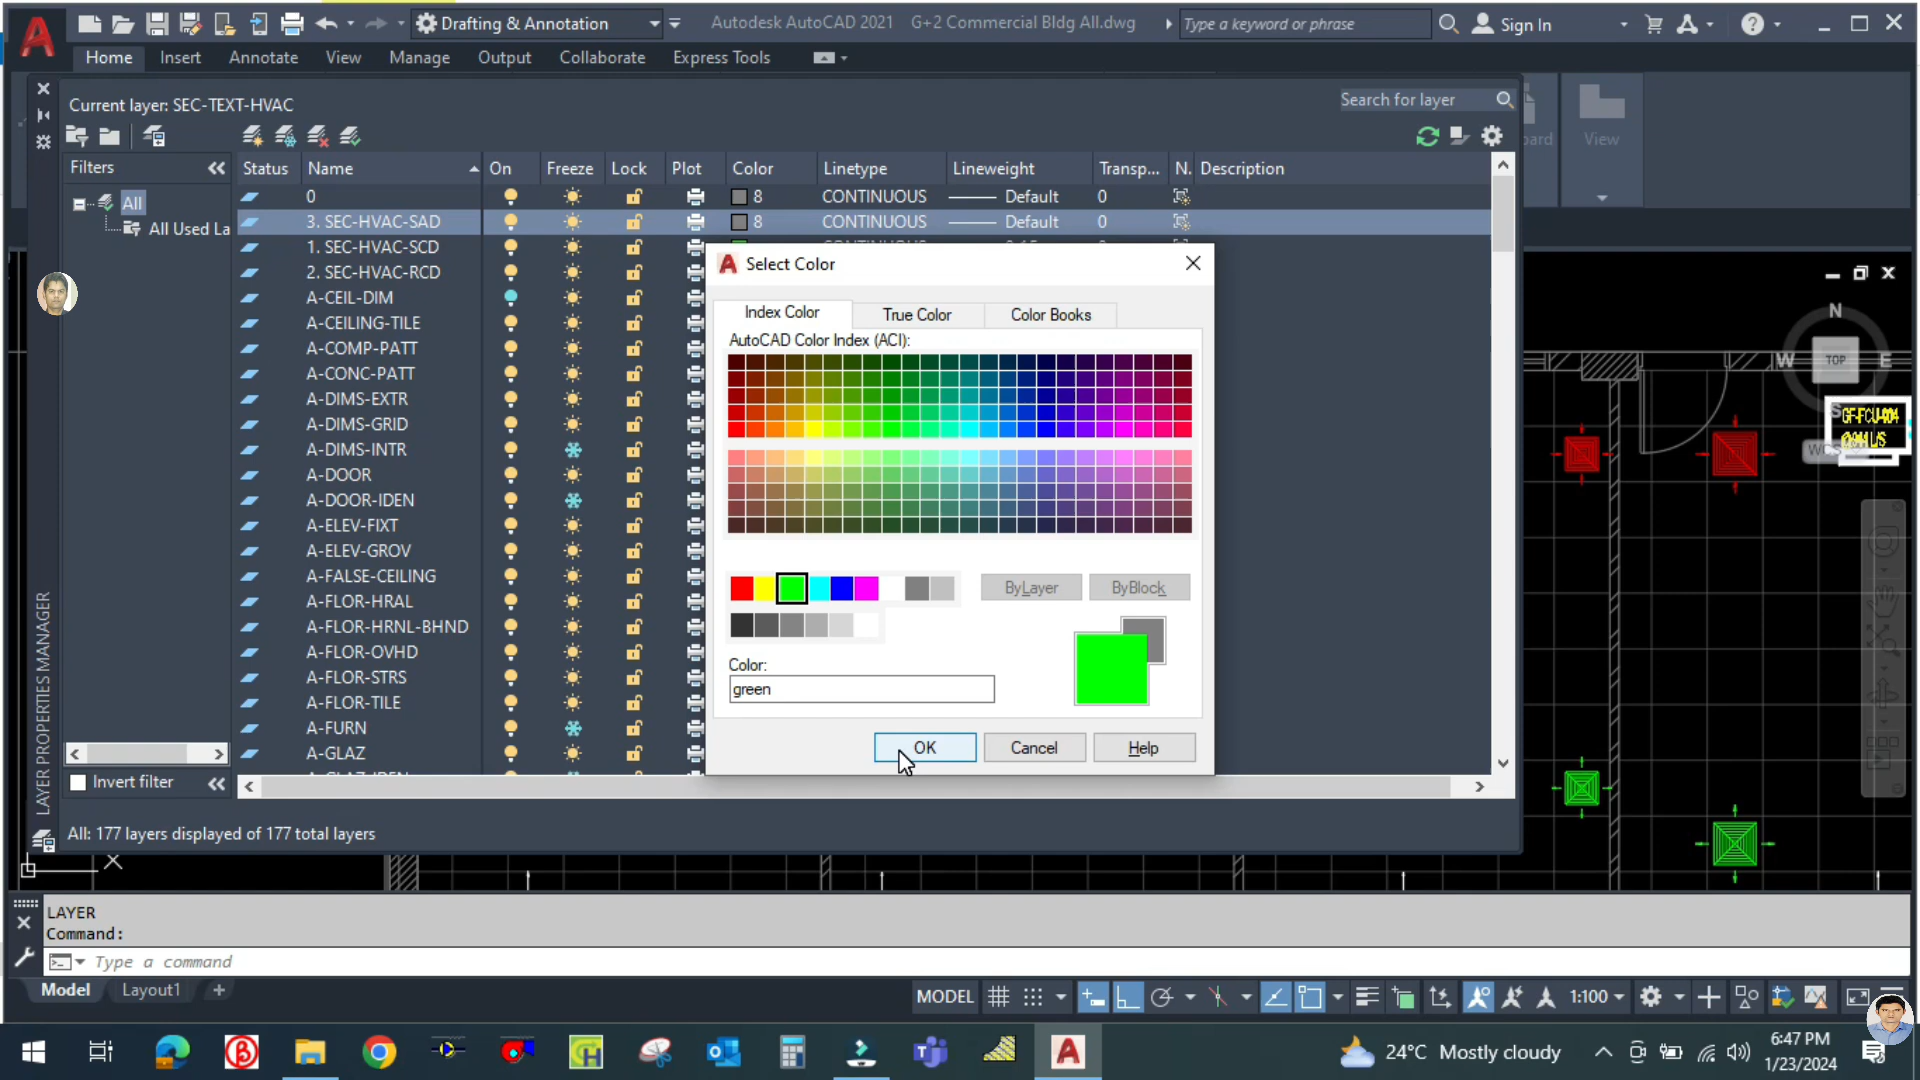 Drafting & Annotation
Autodesk AutoCAD 2021 G+2 Commercial Bldg All.dwg
Type a keyword or phrase
Sign In
Home Insert Annotate View Manage Output Collaborate Express Tools
Current layer: SEC-TEXT-HVAC
Search for layer
View
Filters
Status Name On Freeze Lock Plot Color Linetype Lineweight Transp... N. Description
All
All Used La
0 8 CONTINUOUS Default 0
3. SEC-HVAC-SAD 8 CONTINUOUS Default 0
1. SEC-HVAC-SCD
2. SEC-HVAC-RCD
A-CEIL-DIM
A-CEILING-TILE
A-COMP-PATT
A-CONC-PATT
A-DIMS-EXTR
A-DIMS-GRID
A-DIMS-INTR
A-DOOR
A-DOOR-IDEN
A-ELEV-FIXT
A-ELEV-GROV
A-FALSE-CEILING
A-FLOR-HRAL
A-FLOR-HRNL-BHND
A-FLOR-OVHD
A-FLOR-STRS
A-FLOR-TILE
A-FURN
A-GLAZ
Invert filter
All: 177 layers displayed of 177 total layers
LAYER PROPERTIES MANAGER
Select Color
Index Color True Color Color Books
AutoCAD Color Index (ACI):
ByLayer ByBlock
Color:
green
OK Cancel Help
N
W TOP E
S
WCS
GF-FCU-004
LAYER
Command:
Type a command
Model Layout1 +
MODEL 1:100
24°C Mostly cloudy
6:47 PM
1/23/2024